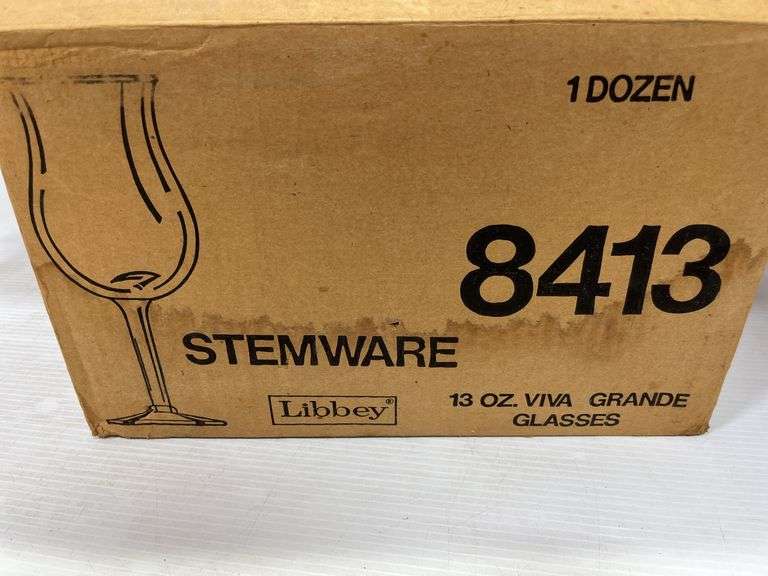 1 DOZEN
8413
STEMWARE
Libbey®
13 OZ. VIVA GRANDE
GLASSES